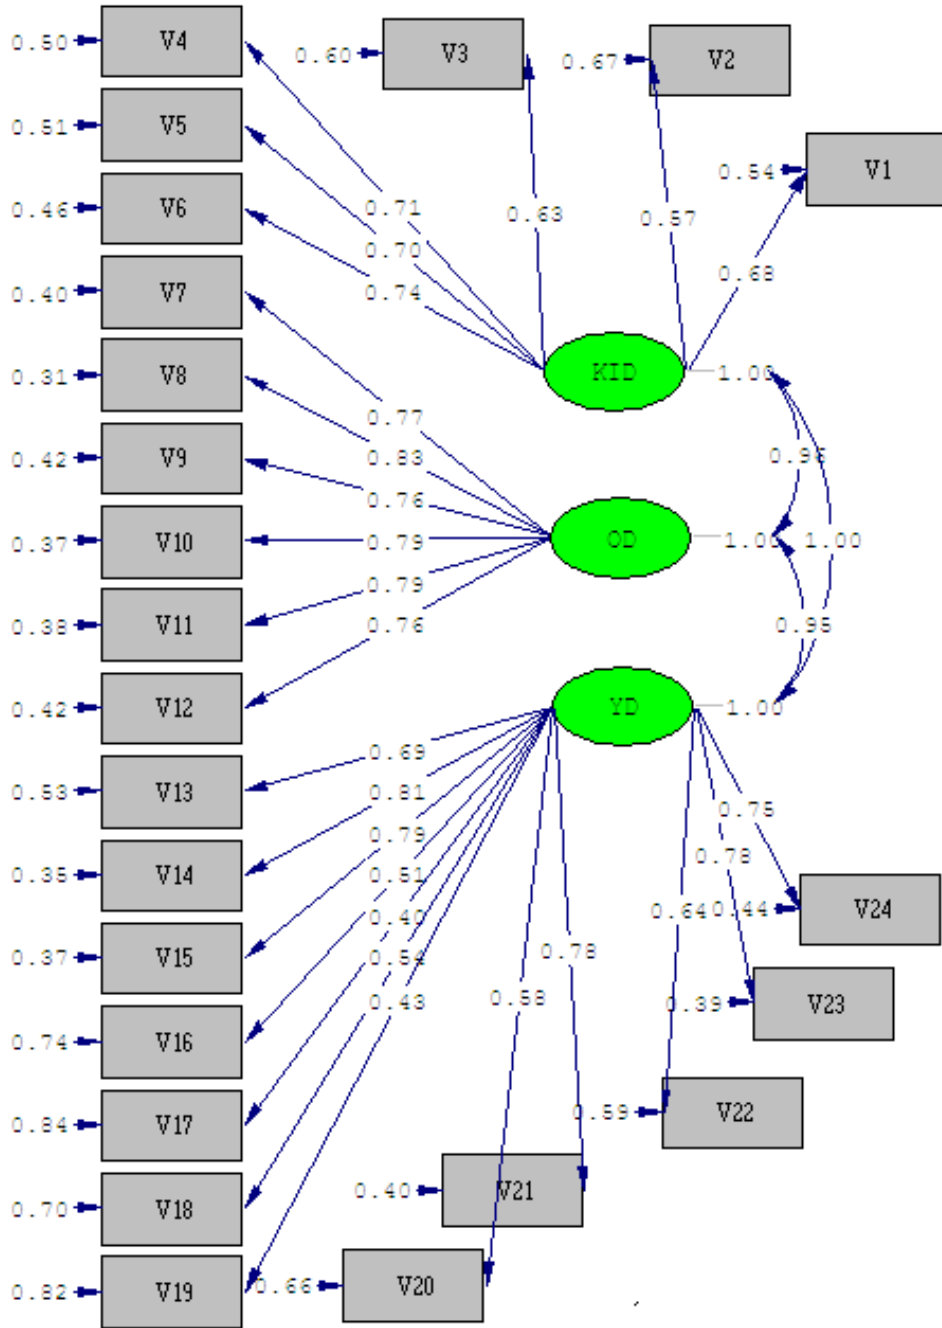 0.50 V4
0.60 V3
0.67 V2
0.51 V5
0.54 V1
0.46 V6
0.71
0.63
0.57
0.70
0.68
0.74
0.40 V7
0.31 V8
KID 1.00
0.77
0.83
0.96
0.42 V9
0.76
0.37 V10
0.79
OD 1.00 1.00
0.79
0.38 V11
0.76
0.95
0.42 V12
YD 1.00
0.69
0.53 V13
0.81
0.75
0.79
0.78
0.35 V14
0.51
0.40
0.64
0.44 V24
0.37 V15
0.54
0.78
0.43
0.58
0.39 V23
0.74 V16
0.84 V17
0.59 V22
0.40 V21
0.70 V18
0.82 V19
0.66 V20